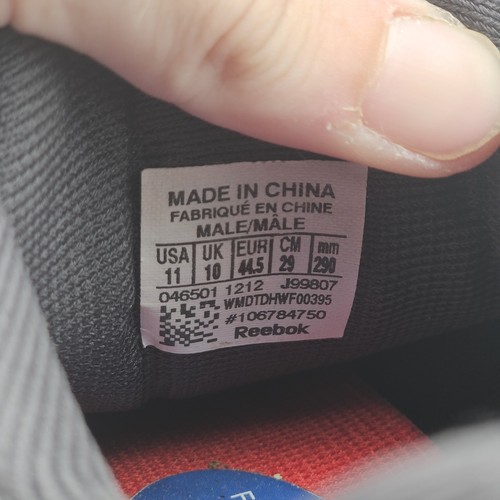 MADE IN CHINA
FABRIQUÉ EN CHINE
MALE/MÂLE
USA UK EUR CM mm
11 10 44.5 29 290
046501 1212 J99807
WMDTDHWF00395
#106784750
Reebok